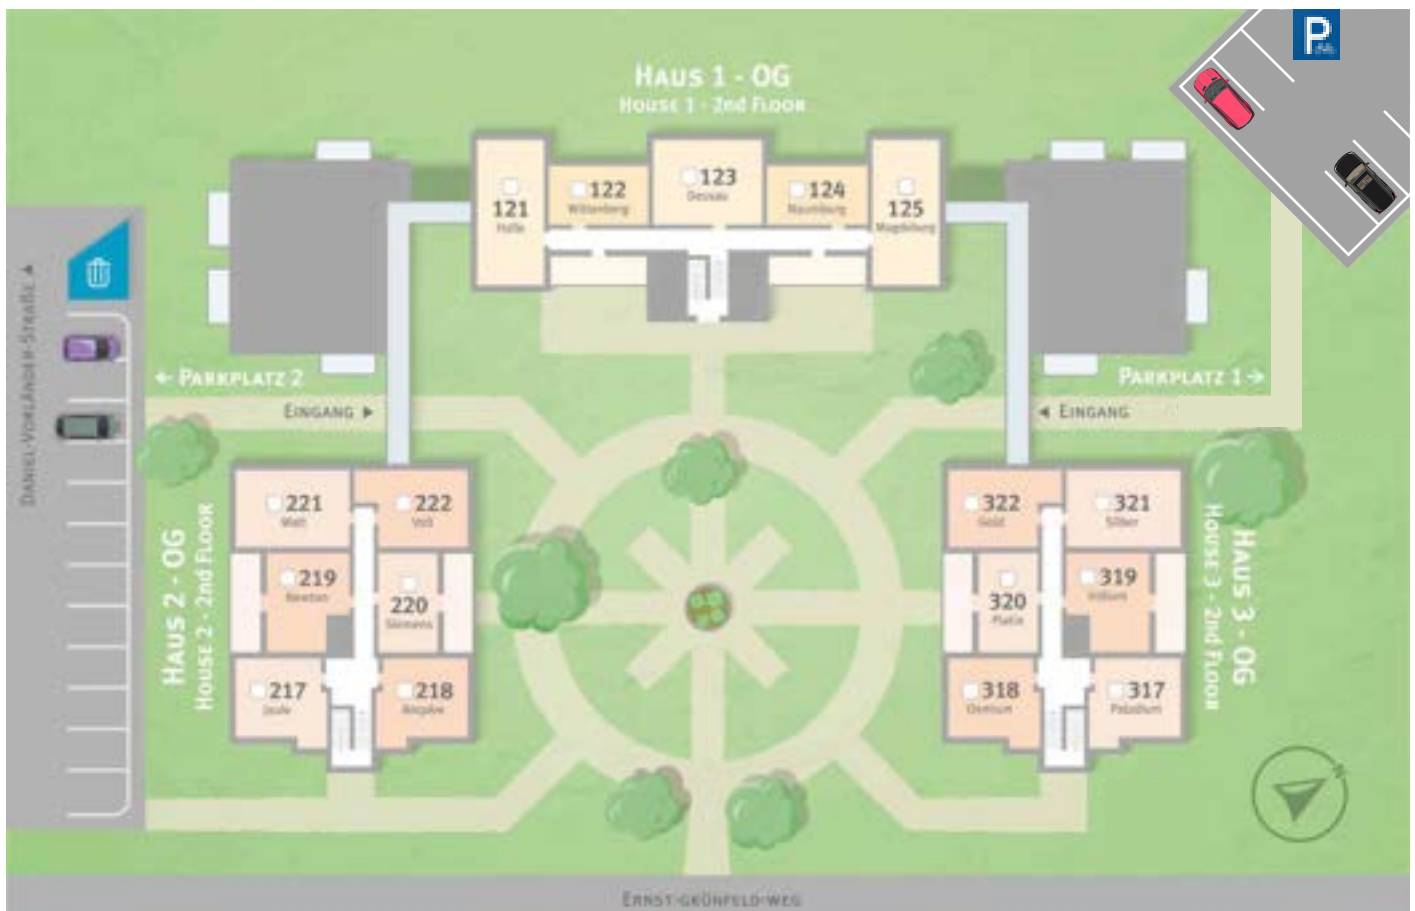 HAUS 1 - OG
HOUSE 1 - 2nd FLOOR
P
121
Halle
122
Wittenberg
123
Dessau
124
Naumburg
125
Magdeburg
DANIEL-VORLÄNDER-STRAßE ▲
← PARKPLATZ 2
EINGANG ▶
PARKPLATZ 1 →
◀ EINGANG
HAUS 2 - OG
HOUSE 2 - 2nd FLOOR
221
Watt
222
Volt
219
Newton
220
Siemens
217
Joule
218
Ampère
322
Gold
321
Silber
320
Platin
319
Iridium
318
Osmium
317
Paladium
HAUS 3 - OG
HOUSE 3 - 2nd FLOOR
N
ERNST-GRÜNFELD-WEG